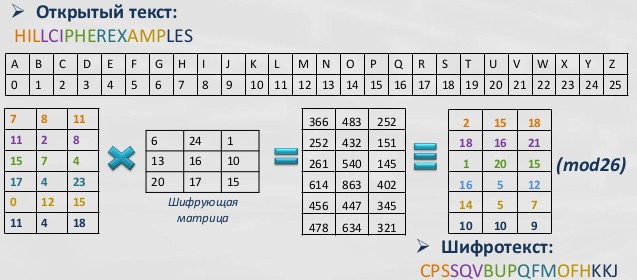 Открытый текст:
HILLCIPHEREXAMPLES
A B C D E F G H I J K L M N O P Q R S T U V W X Y Z
0 1 2 3 4 5 6 7 8 9 10 11 12 13 14 15 16 17 18 19 20 21 22 23 24 25
7 8 11
11 2 8
15 7 4
17 4 23
0 12 15
11 4 18
6 24 1
13 16 10
20 17 15
Шифрующая
матрица
366 483 252
252 432 151
261 540 145
614 863 402
456 447 345
478 634 321
2 15 18
18 16 21
1 20 15
16 5 12
14 5 7
10 10 9
(mod26)
Шифротекст:
CPSSQVBUPQFMOFHKKJ